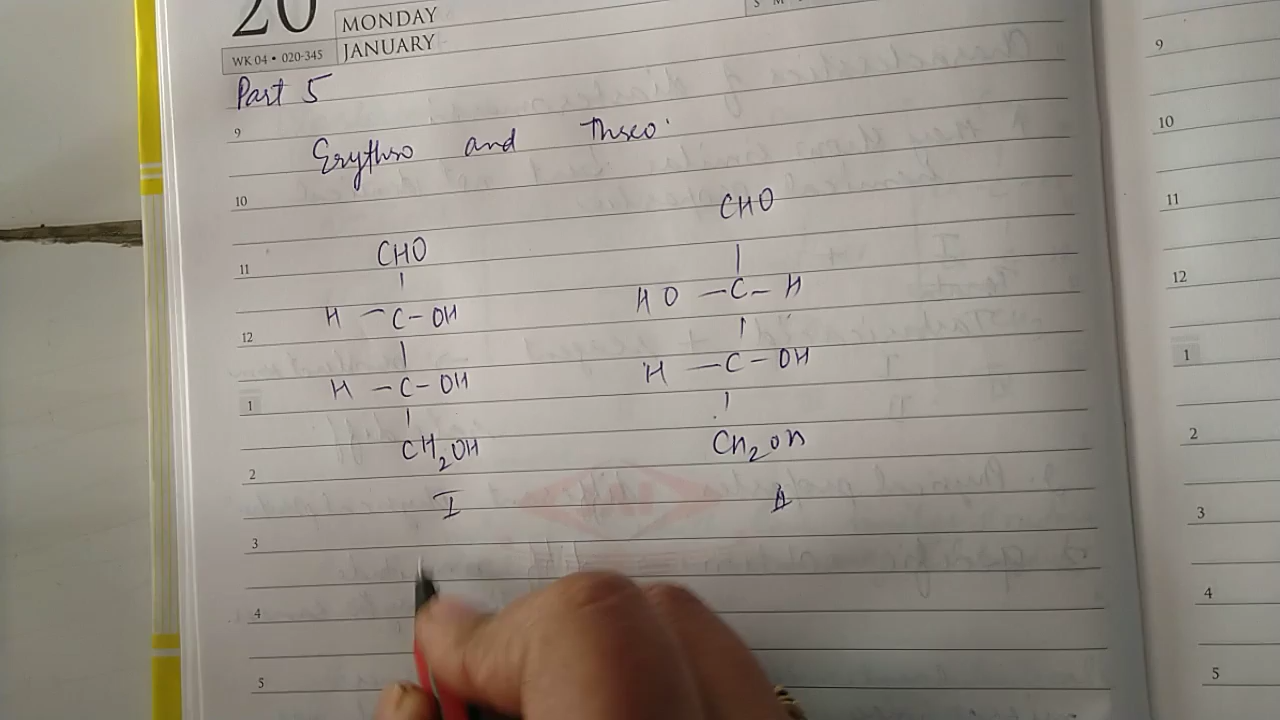 20
MONDAY
JANUARY
WK 04 • 020-345
Part 5
Erythro and Threo
CHO
H - C - OH
H - C - OH
CH2OH
I
CHO
HO - C - H
H - C - OH
CH2OH
II
9
10
11
12
1
2
3
4
5
9
10
11
12
1
2
3
4
5